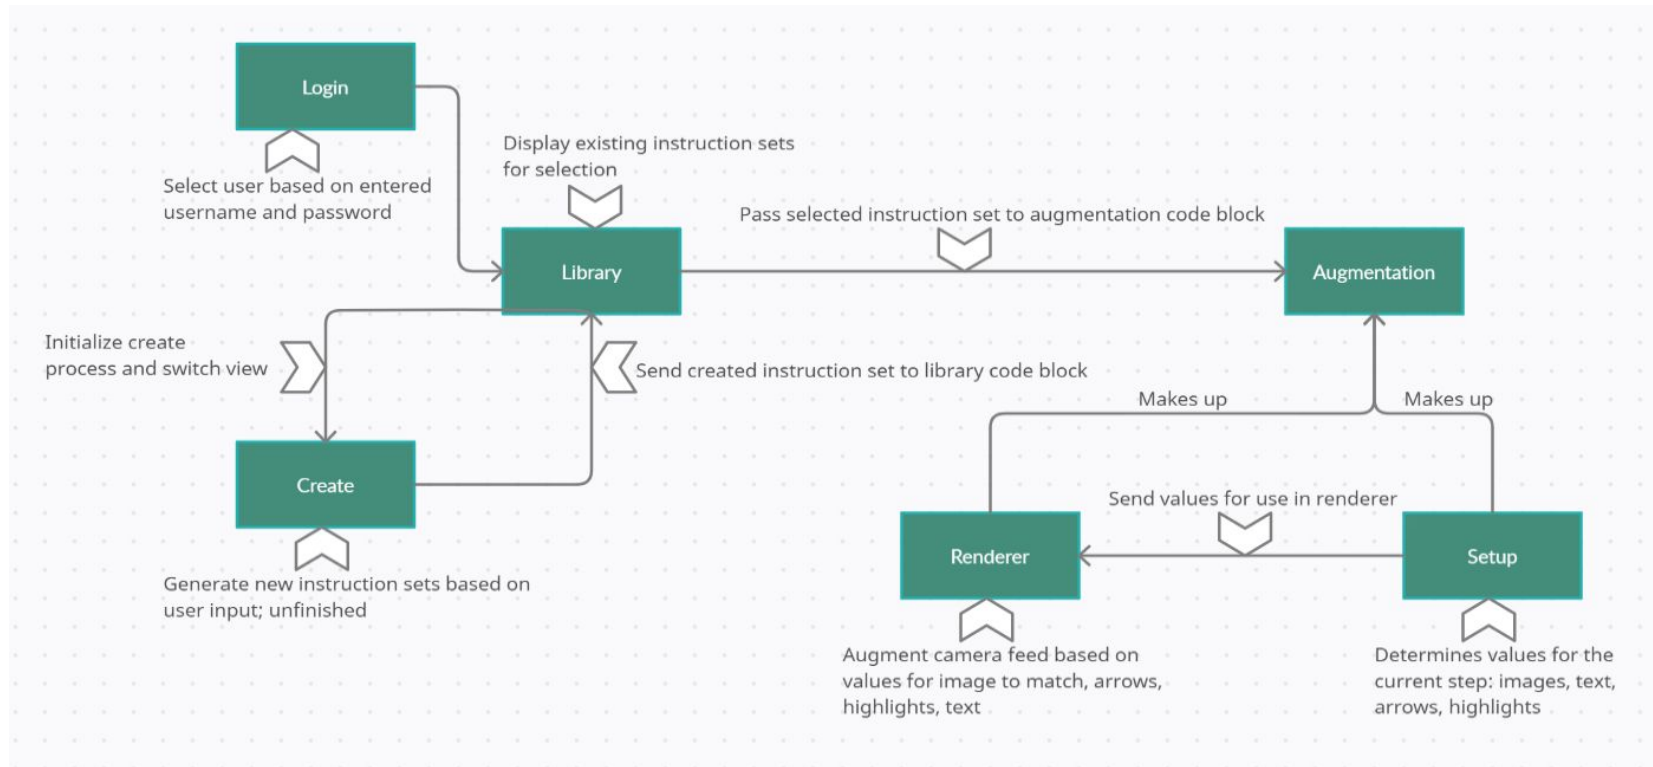 Login
Select user based on entered
username and password
Display existing instruction sets
for selection
Library
Pass selected instruction set to augmentation code block
Augmentation
Initialize create
process and switch view
Send created instruction set to library code block
Create
Generate new instruction sets based on
user input; unfinished
Makes up
Makes up
Send values for use in renderer
Renderer
Setup
Augment camera feed based on
values for image to match, arrows,
highlights, text
Determines values for the
current step: images, text,
arrows, highlights